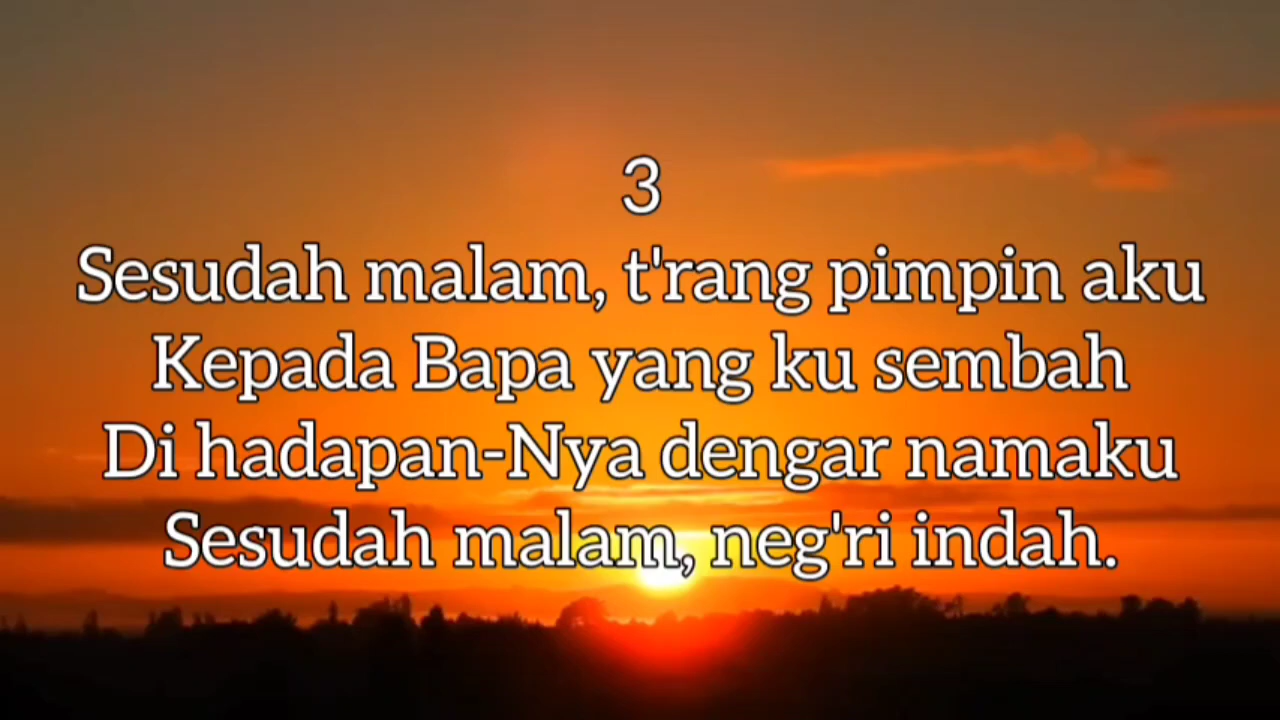 3
Sesudah malam, t'rang pimpin aku
Kepada Bapa yang ku sembah
Di hadapan-Nya dengar namaku
Sesudah malam, neg'ri indah.